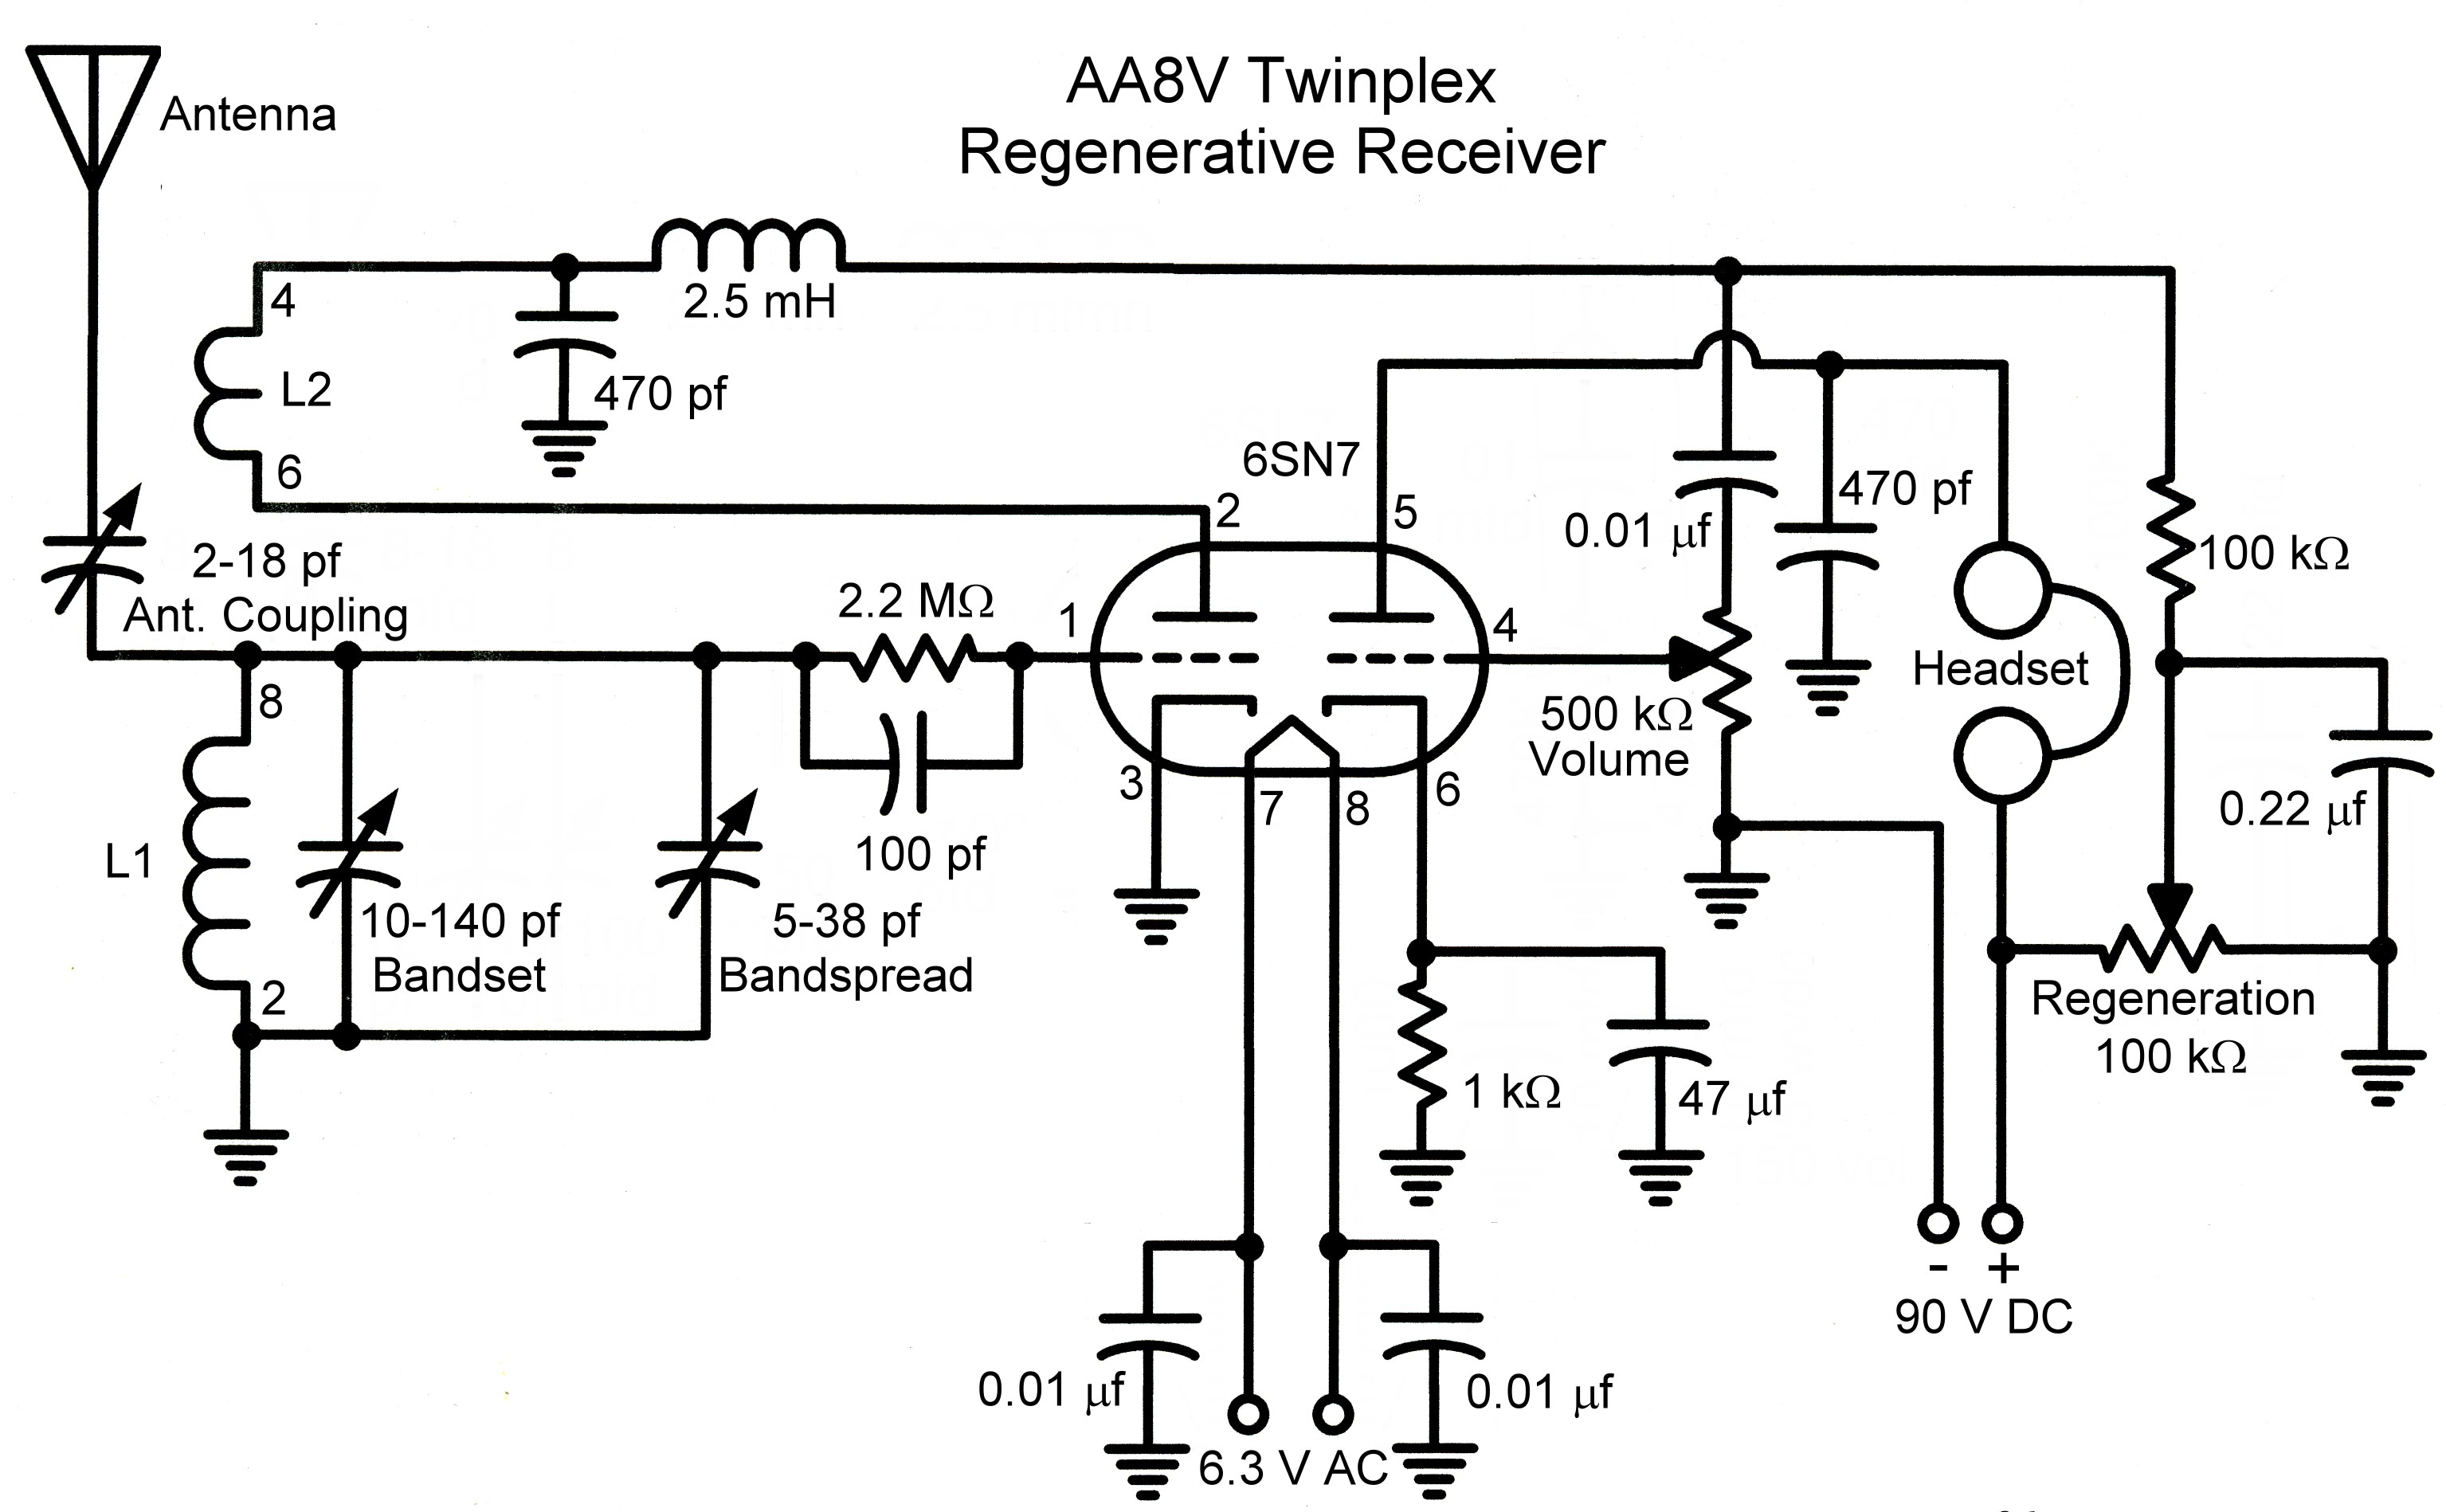 AA8V Twinplex
Regenerative Receiver
Antenna
4
2.5 mH
L2
470 pf
6
6SN7
2
5
0.01 µf
470 pf
100 kΩ
2-18 pf
Ant. Coupling
2.2 MΩ
1
4
Headset
8
500 kΩ
Volume
3
7
8
6
0.22 µf
L1
100 pf
10-140 pf
Bandset
5-38 pf
Bandspread
2
Regeneration
100 kΩ
1 kΩ
47 µf
- +
90 V DC
0.01 µf
0.01 µf
6.3 V AC